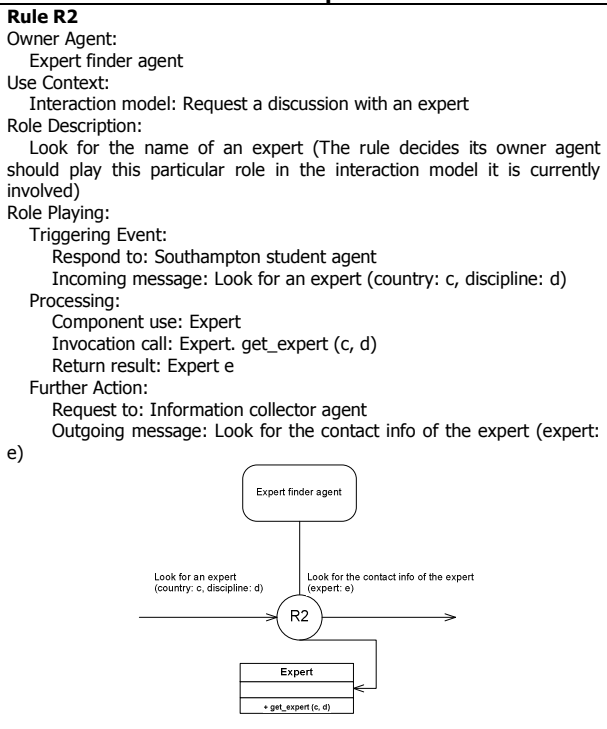 Rule R2
Owner Agent:
Expert finder agent
Use Context:
Interaction model: Request a discussion with an expert
Role Description:
Look for the name of an expert (The rule decides its owner agent
should play this particular role in the interaction model it is currently
involved)
Role Playing:
Triggering Event:
Respond to: Southampton student agent
Incoming message: Look for an expert (country: c, discipline: d)
Processing:
Component use: Expert
Invocation call: Expert. get_expert (c, d)
Return result: Expert e
Further Action:
Request to: Information collector agent
Outgoing message: Look for the contact info of the expert (expert:
e)
Expert finder agent
Look for an expert
(country: c, discipline: d)
Look for the contact info of the expert
(expert: e)
R2
Expert
+ get_expert (c, d)